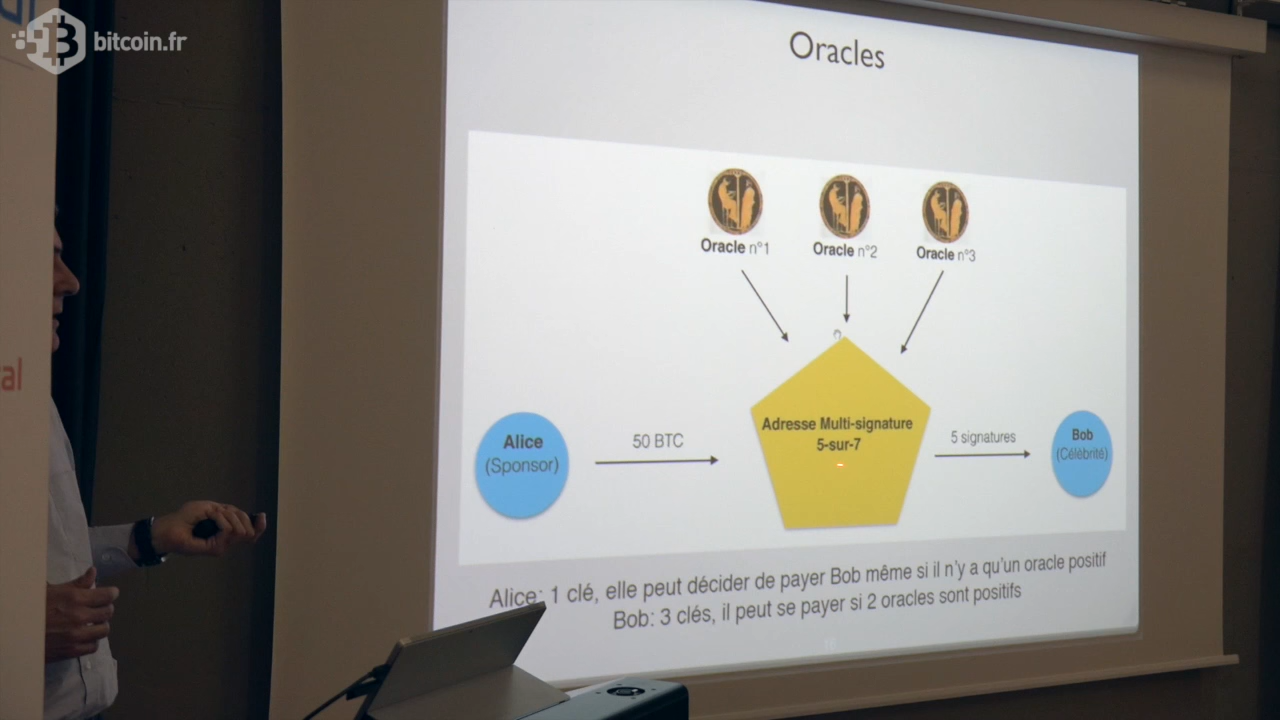 bitcoin.fr
Oracles
Oracle n°1
Oracle n°2
Oracle n°3
Adresse Multi-signature
5-sur-7
Alice
(Sponsor)
50 BTC
5 signatures
Bob
(Célébrité)
Alice: 1 clé, elle peut décider de payer Bob même si il n'y a qu'un oracle positif
Bob: 3 clés, il peut se payer si 2 oracles sont positifs
al